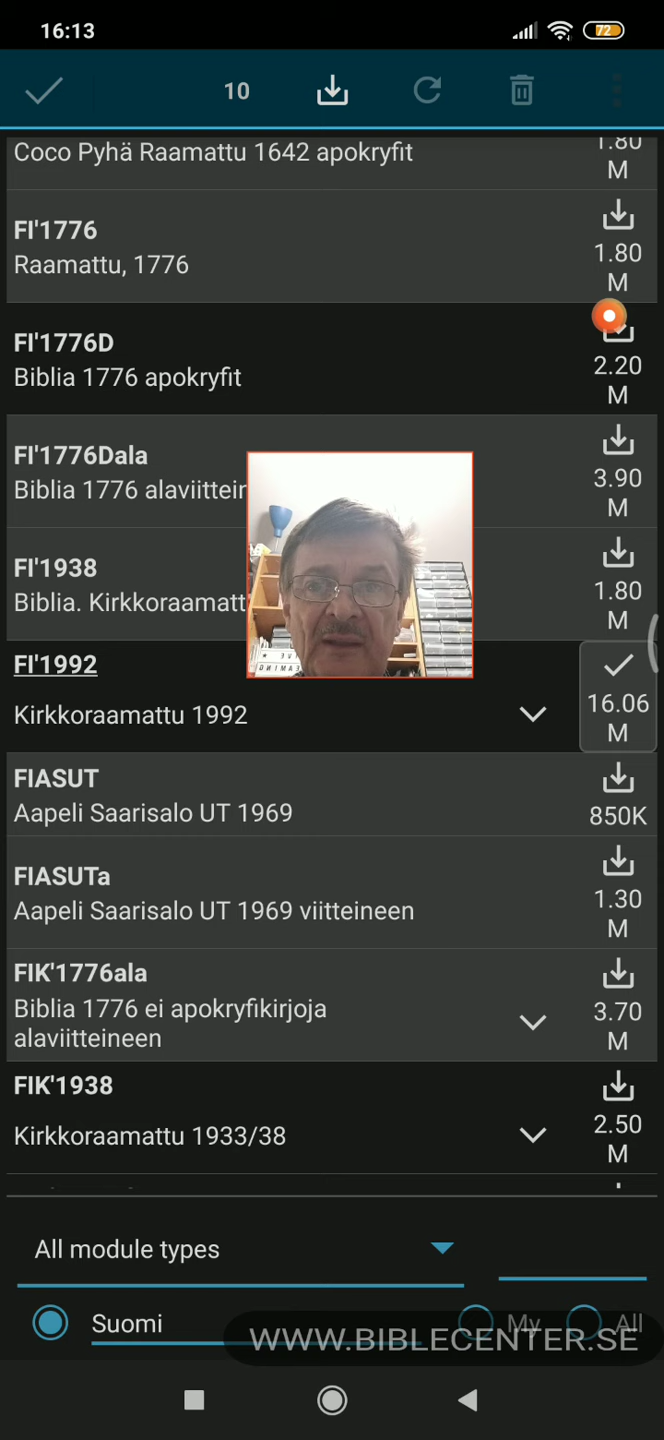 16:13
72
10
Coco Pyhä Raamattu 1642 apokryfit
1.80
M
FI'1776
Raamattu, 1776
1.80
M
FI'1776D
Biblia 1776 apokryfit
2.20
M
FI'1776Dala
Biblia 1776
3.90
M
FI'1938
Biblia.
1.80
M
FI'1992
Kirkkoraamattu 1992
16.06
M
FIASUT
Aapeli Saarisalo UT 1969
850K
FIASUTa
Aapeli Saarisalo UT 1969 viitteineen
1.30
M
FIK'1776ala
Biblia 1776 ei apokryfikirjoja
alaviitteineen
3.70
M
FIK'1938
Kirkkoraamattu 1933/38
2.50
M
All module types
Suomi
My
All
WWW.BIBLECENTER.SE